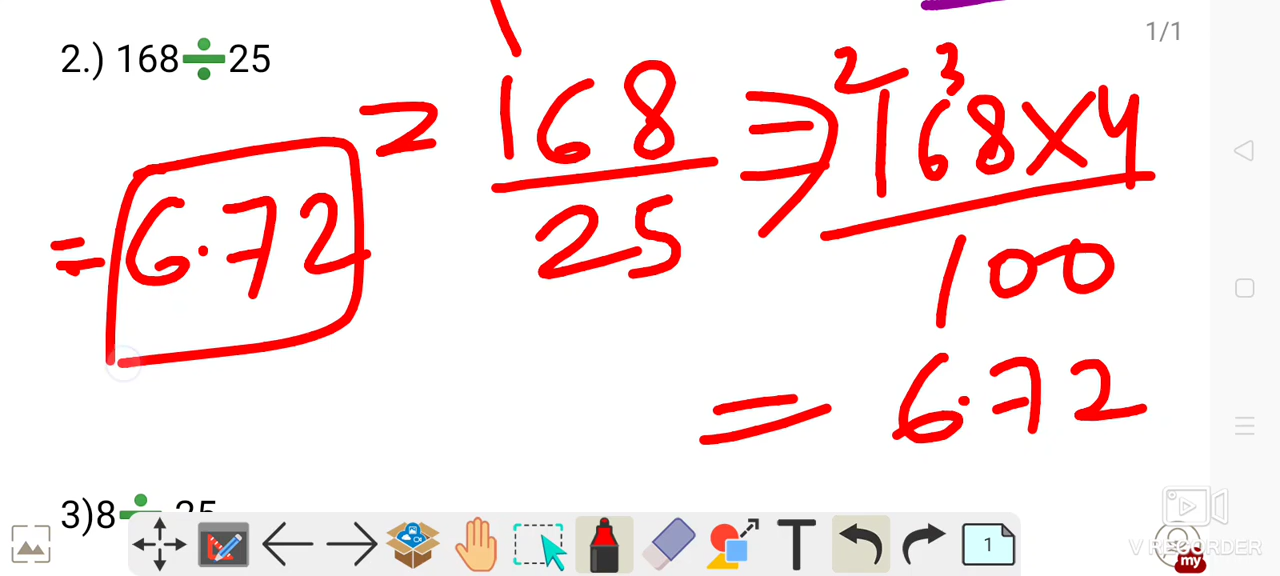 1/1
2.) 168➗25
= 168/25 ⇒ 168×4/100
2 3
= 6.72
= 6.72
3)8➗
1
T
V RECORDER
my